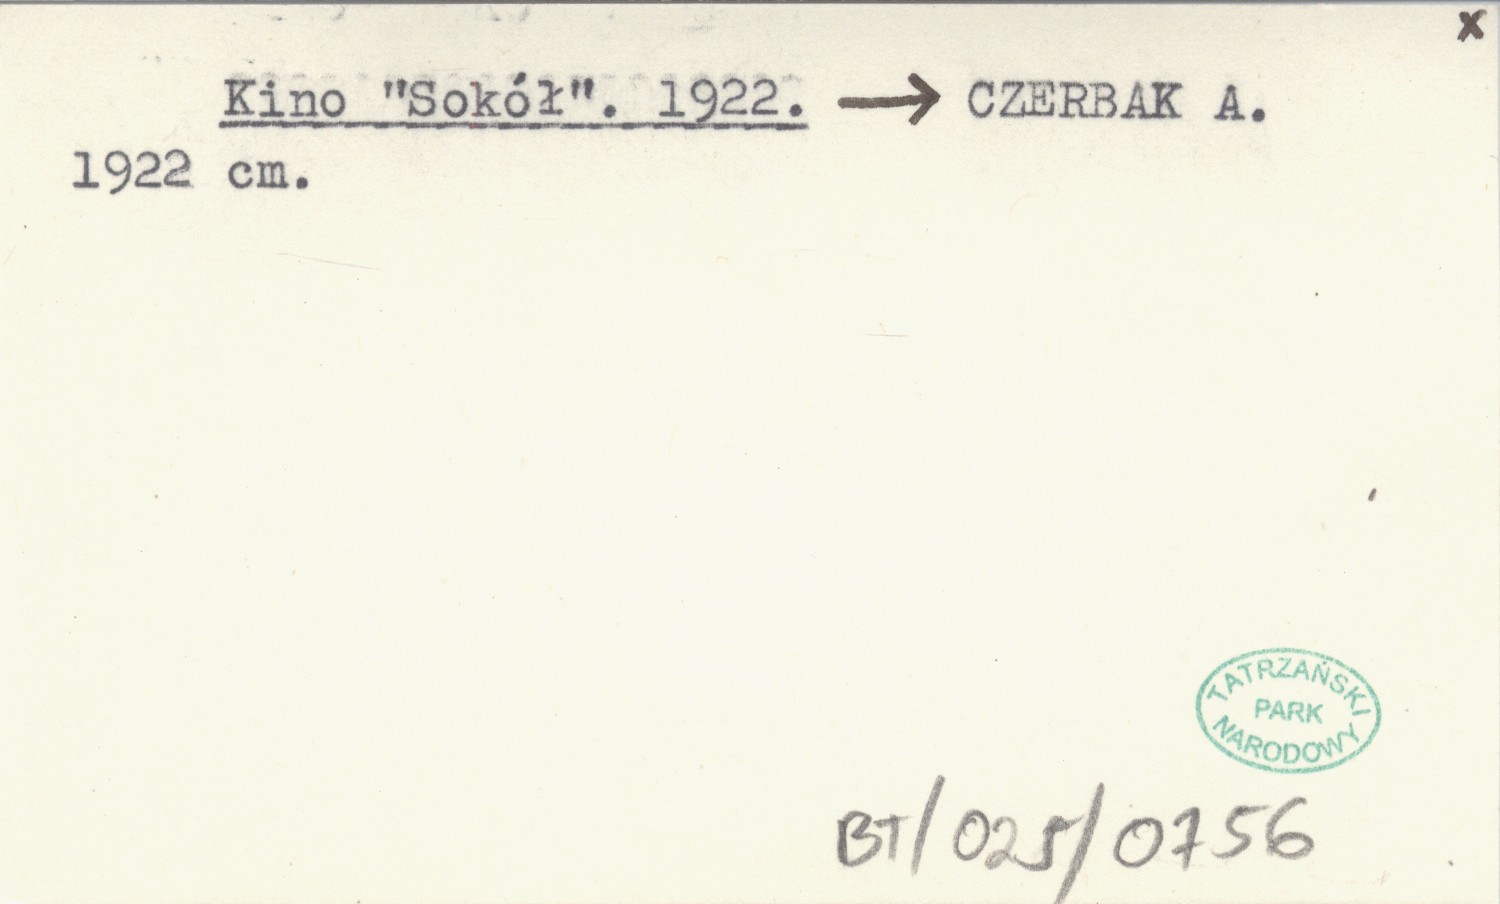 x
Kino "Sokół". 1922. → CZERBAK A.
1922 cm.
TATRZAŃSKI
PARK
NARODOWY
BT/025/0756